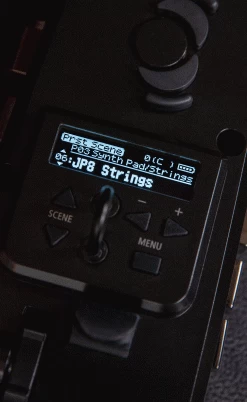 Prst Scene 0(C )
P03 Synth Pad/Strings
06:JP8 Strings
− +
SCENE
MENU